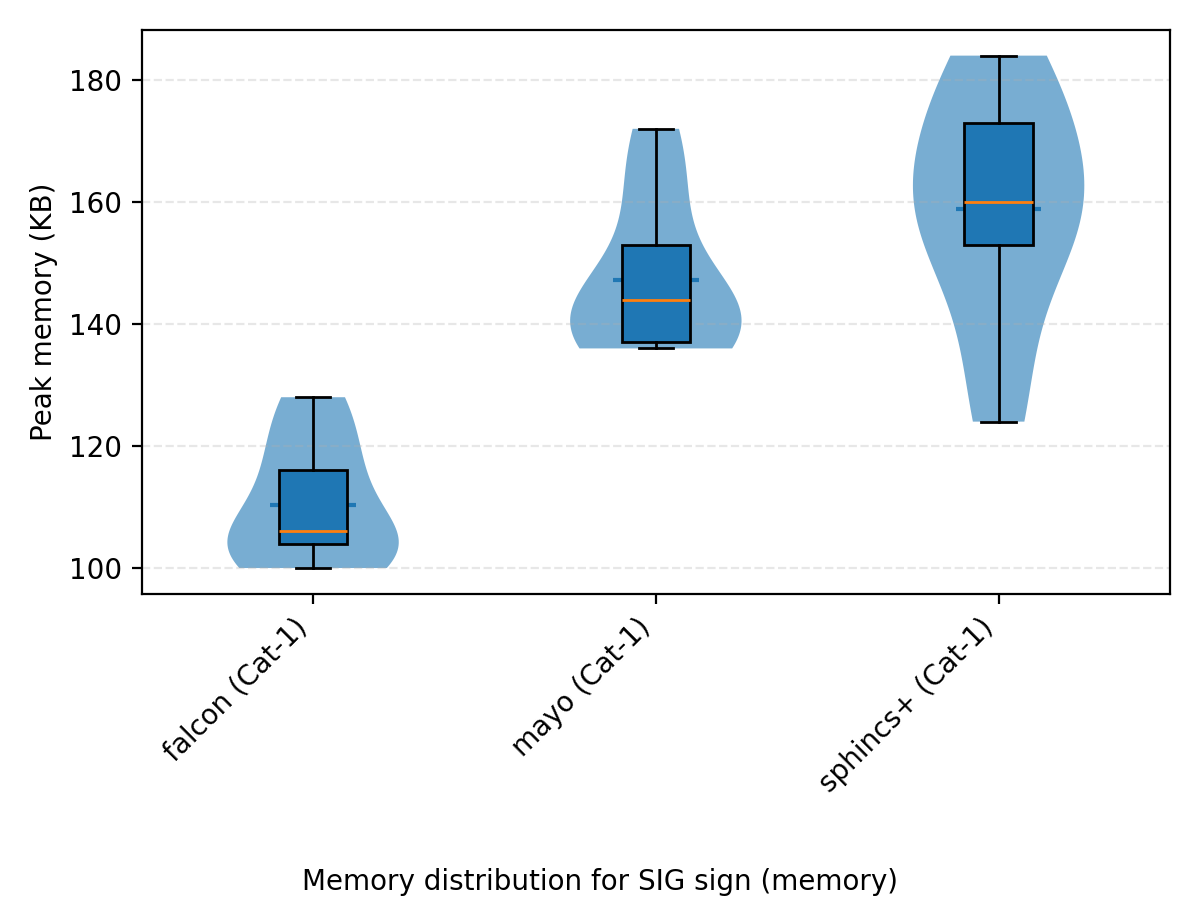 180
160
140
120
100
Peak memory (KB)
falcon (Cat-1)
mayo (Cat-1)
sphincs+ (Cat-1)
Memory distribution for SIG sign (memory)